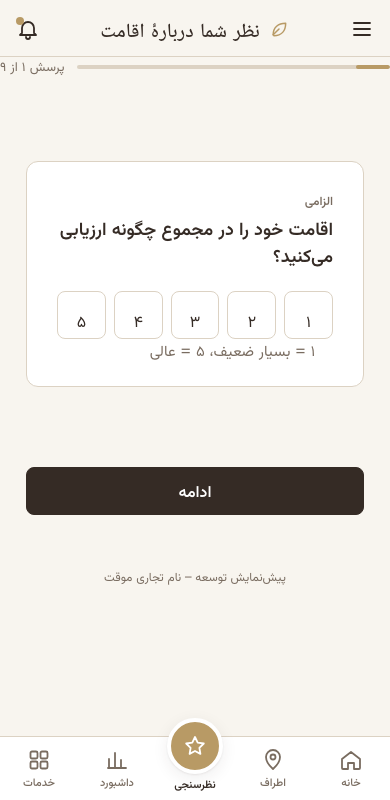 نظر شما دربارهٔ اقامت
پرسش ۱ از ۹
الزامی
اقامت خود را در مجموع چگونه ارزیابی
می‌کنید؟
۱ ۲ ۳ ۴ ۵
۱ = بسیار ضعیف، ۵ = عالی
ادامه
پیش‌نمایش توسعه – نام تجاری موقت
خانه اطراف نظرسنجی داشبورد خدمات